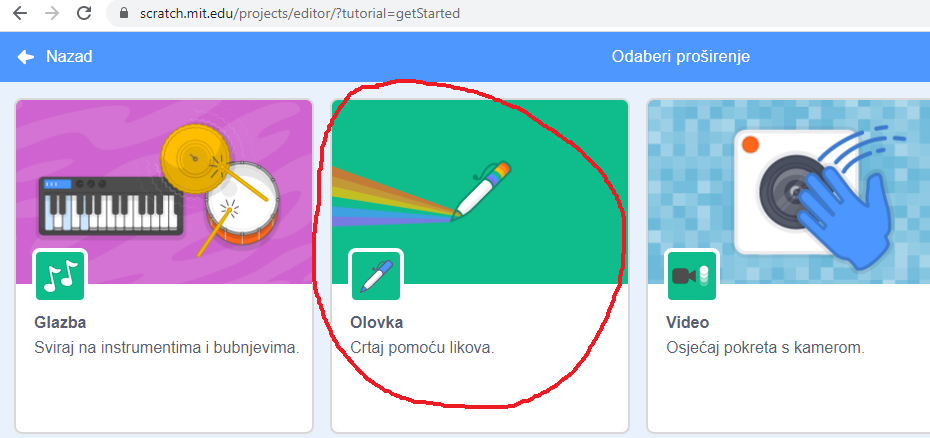 scratch.mit.edu/projects/editor/?tutorial=getStarted
Nazad
Odaberi proširenje
Glazba
Sviraj na instrumentima i bubnjevima.
Olovka
Crtaj pomoću likova.
Video
Osjećaj pokreta s kamerom.